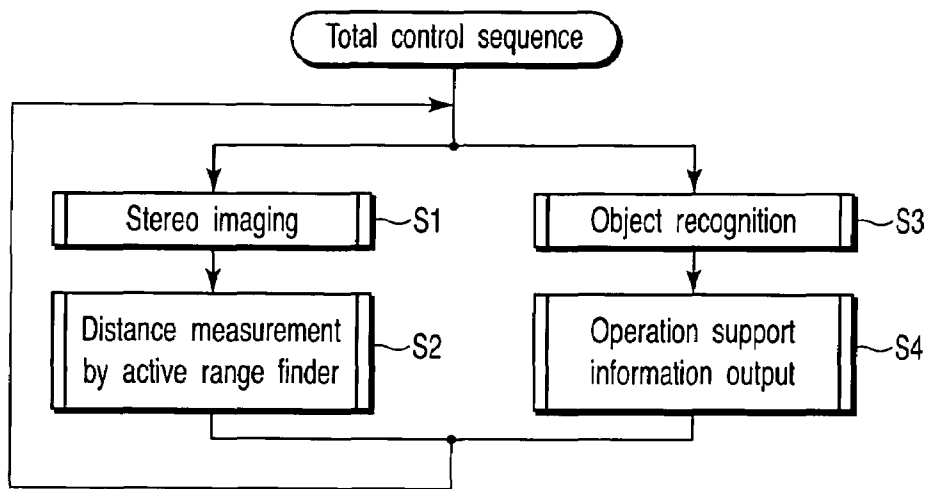 Total control sequence
Stereo imaging
S1
Distance measurement
by active range finder
S2
Object recognition
S3
Operation support
information output
S4